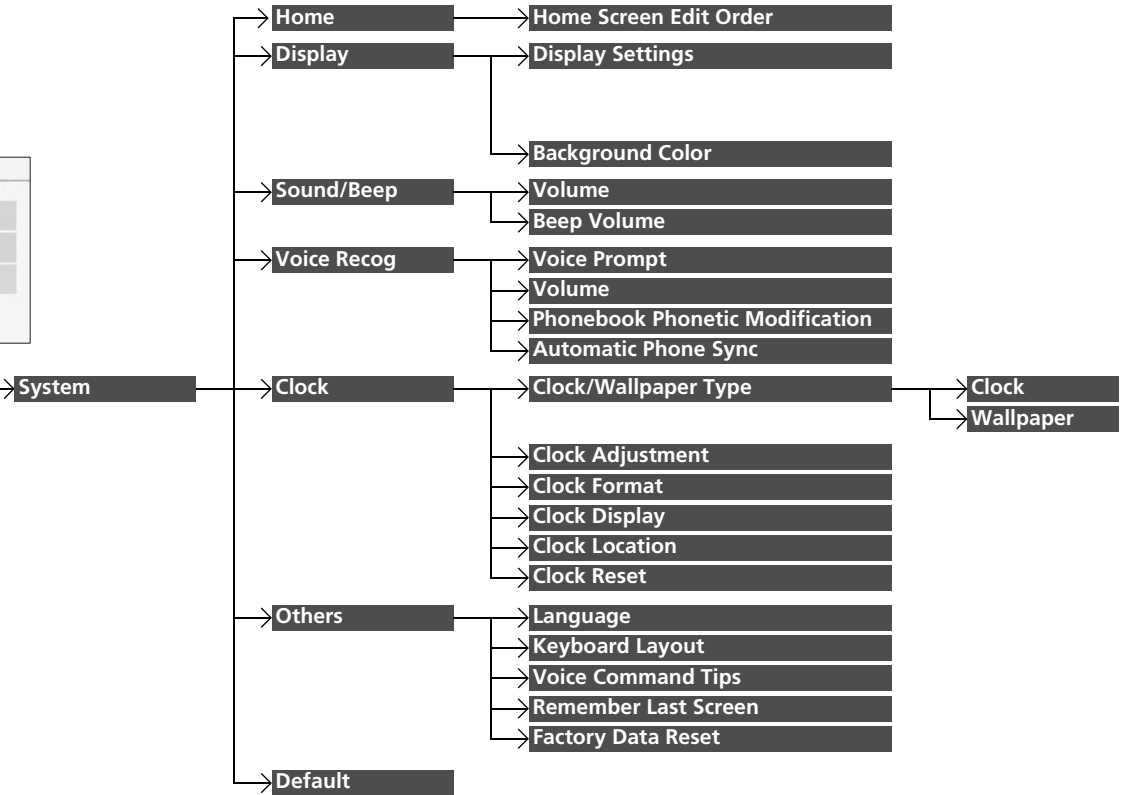 Home
Home Screen Edit Order
Display
Display Settings
Background Color
Sound/Beep
Volume
Beep Volume
Voice Recog
Voice Prompt
Volume
Phonebook Phonetic Modification
Automatic Phone Sync
System
Clock
Clock/Wallpaper Type
Clock
Wallpaper
Clock Adjustment
Clock Format
Clock Display
Clock Location
Clock Reset
Others
Language
Keyboard Layout
Voice Command Tips
Remember Last Screen
Factory Data Reset
Default